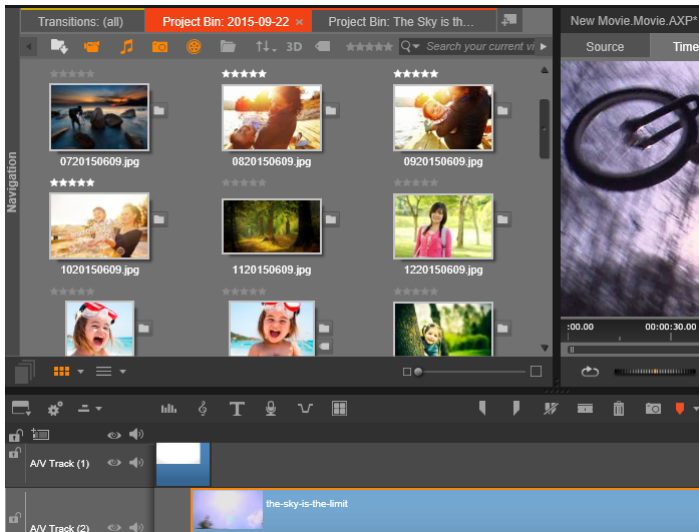 Transitions: (all)
Project Bin: 2015-09-22 ×
Project Bin: The Sky is th...
New Movie.Movie.AXP*
Source
Time
3D
Search your current vi
Navigation
0720150609.jpg
0820150609.jpg
0920150609.jpg
1020150609.jpg
1120150609.jpg
1220150609.jpg
:00.00
00:00:30.00
A/V Track (1)
the-sky-is-the-limit
A/V Track (2)